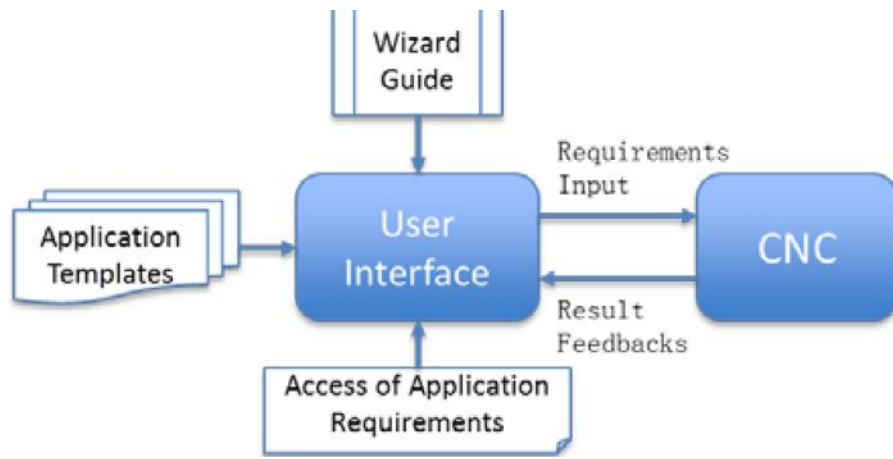 Wizard
Guide
Requirements
Input
Application
Templates
User
Interface
CNC
Result
Feedbacks
Access of Application
Requirements